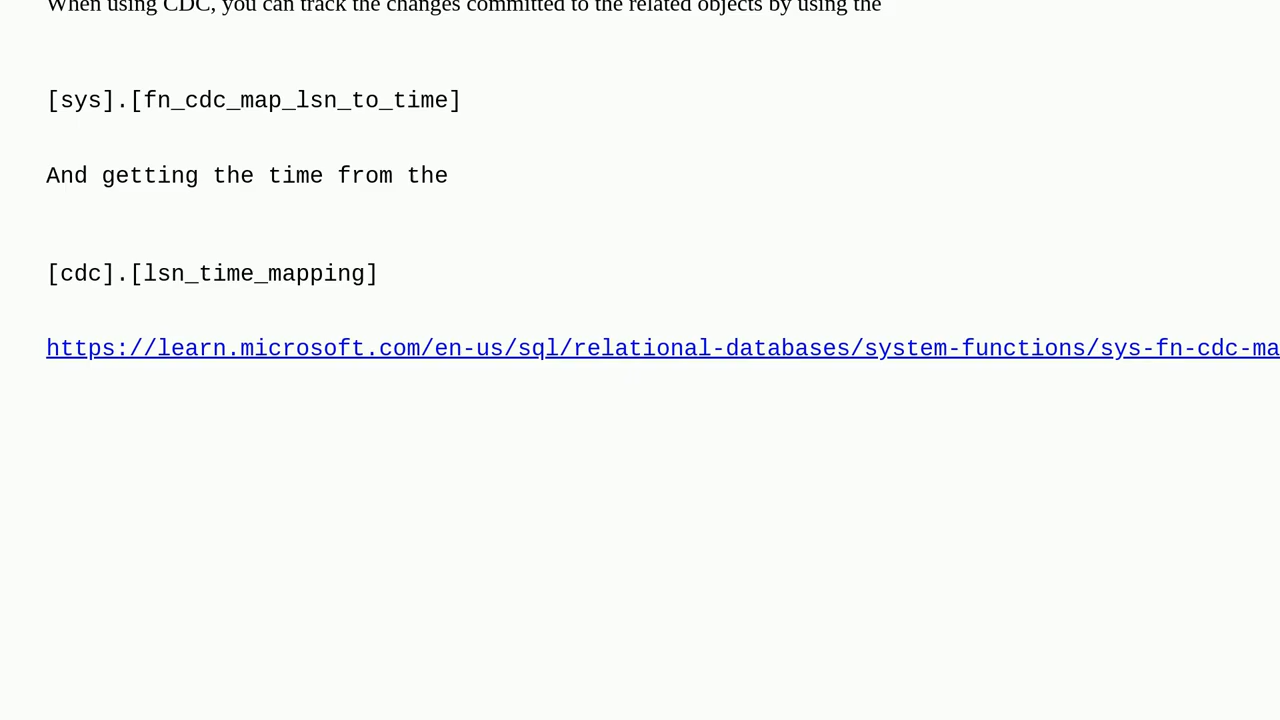 When using CDC, you can track the changes committed to the related objects by using the
[sys].[fn_cdc_map_lsn_to_time]
And getting the time from the
[cdc].[lsn_time_mapping]
https://learn.microsoft.com/en-us/sql/relational-databases/system-functions/sys-fn-cdc-ma